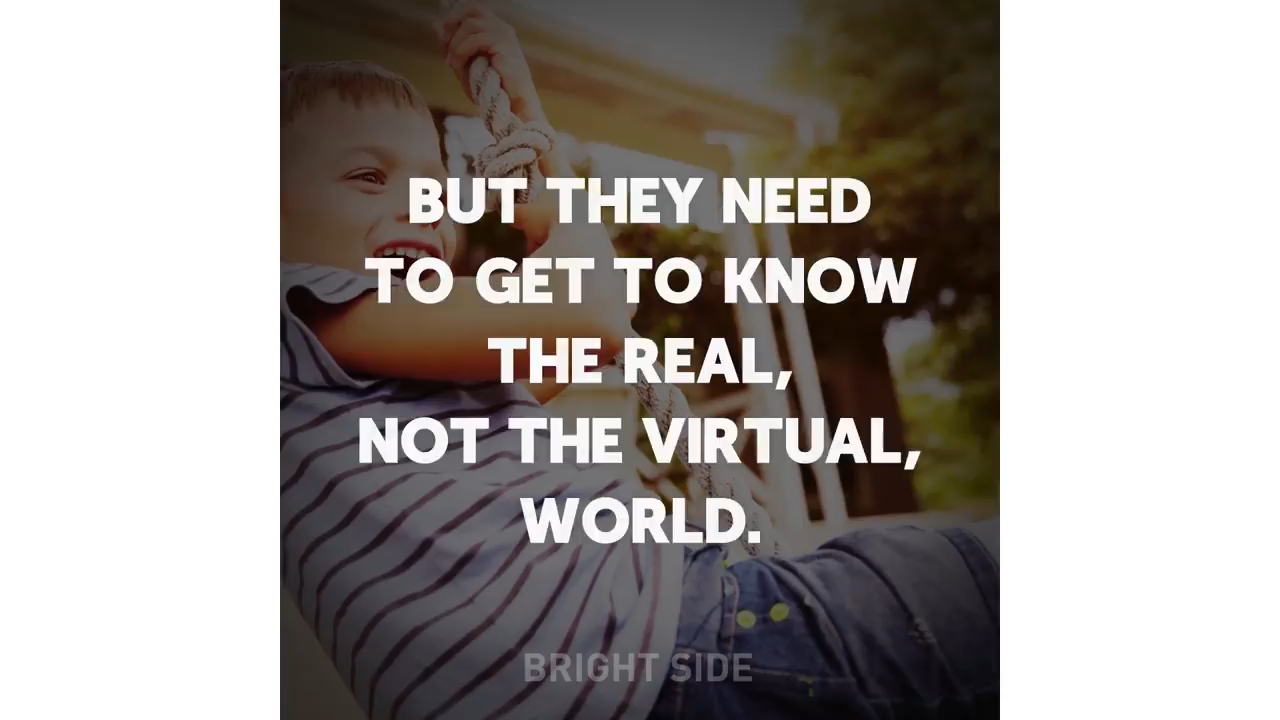 BUT THEY NEED
TO GET TO KNOW
THE REAL,
NOT THE VIRTUAL,
WORLD.
BRIGHT SIDE